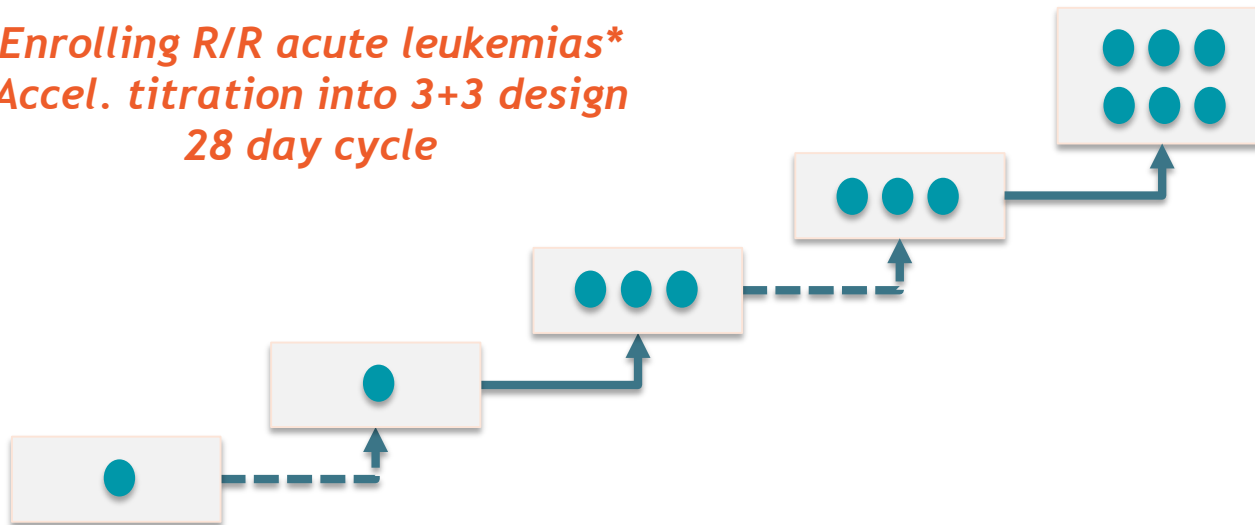 Enrolling R/R acute leukemias*
Accel. titration into 3+3 design
28 day cycle